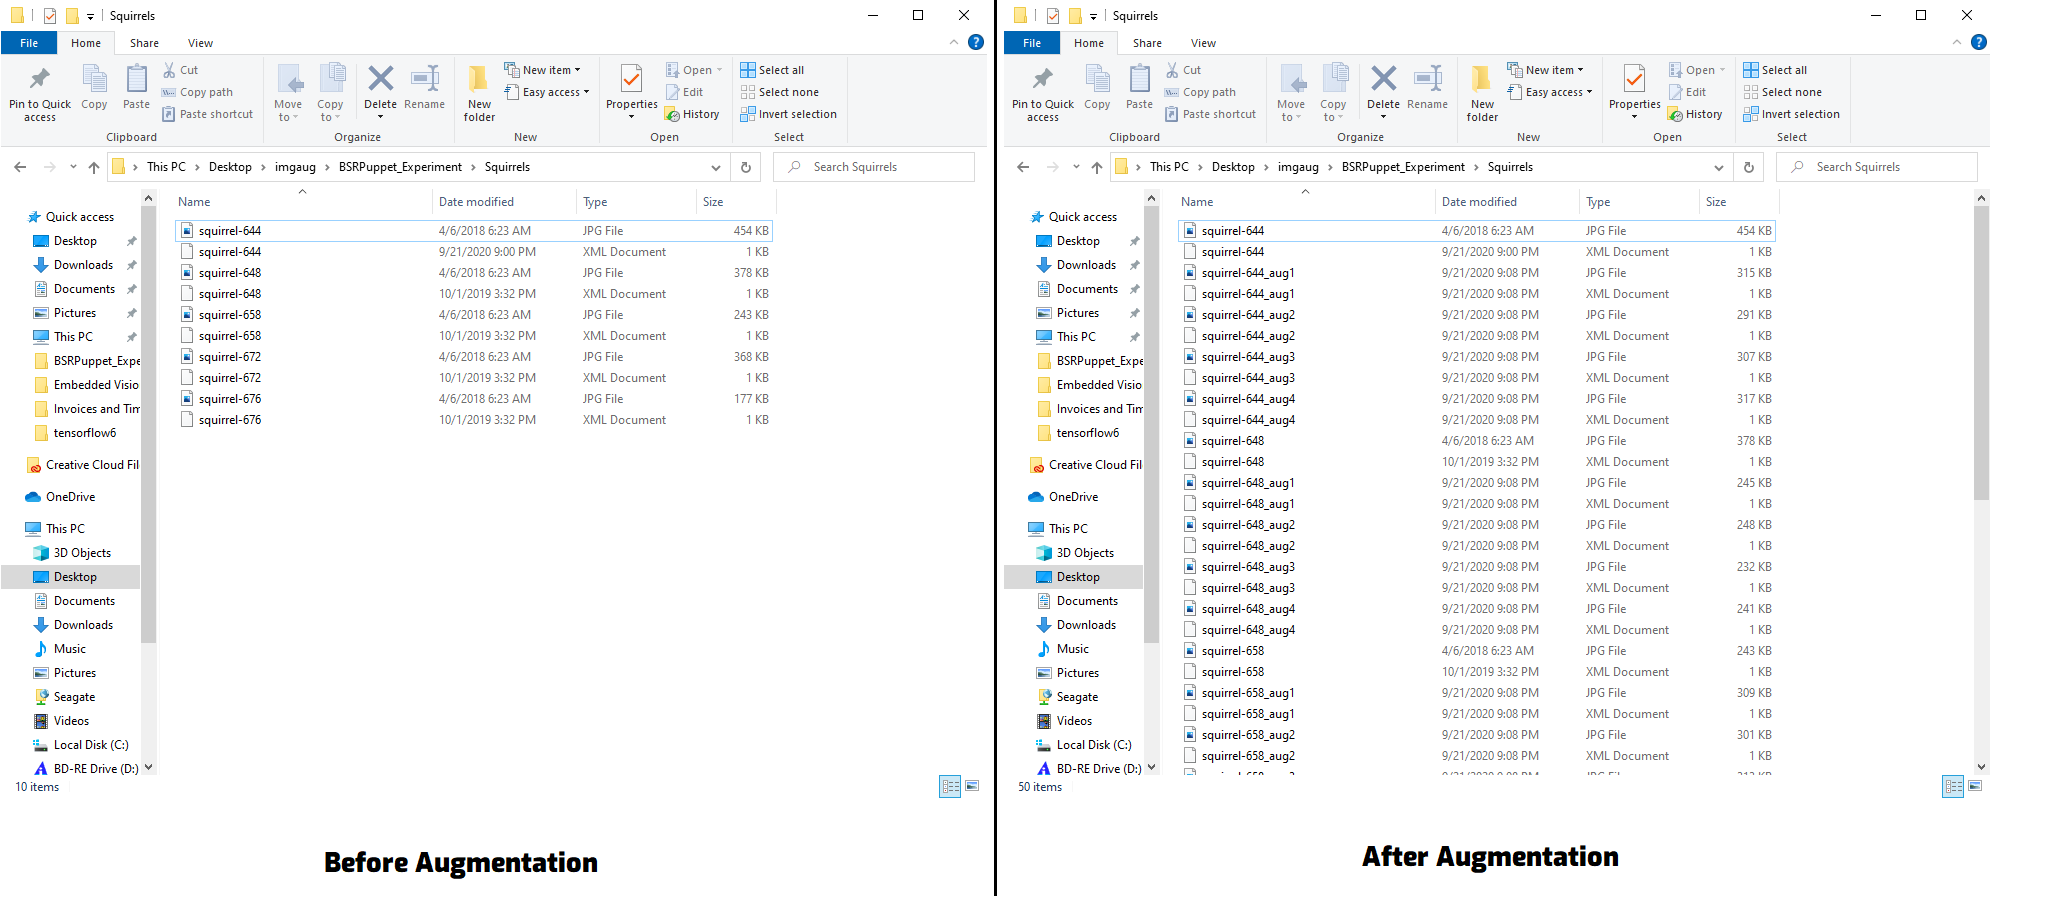 Squirrels
File Home Share View
Pin to Quick access
Copy
Paste
Cut
Copy path
Paste shortcut
Clipboard
Move to
Copy to
Delete
Rename
Organize
New folder
New item
Easy access
New
Properties
Open
Edit
History
Open
Select all
Select none
Invert selection
Select
This PC > Desktop > imgaug > BSRPuppet_Experiment > Squirrels
Search Squirrels
Quick access
Desktop
Downloads
Documents
Pictures
This PC
BSRPuppet_Expe
Embedded Visio
Invoices and Tim
tensorflow6
Creative Cloud Fil
OneDrive
This PC
3D Objects
Desktop
Documents
Downloads
Music
Pictures
Seagate
Videos
Local Disk (C:)
BD-RE Drive (D:)
Name Date modified Type Size
squirrel-644 4/6/2018 6:23 AM JPG File 454 KB
squirrel-644 9/21/2020 9:00 PM XML Document 1 KB
squirrel-648 4/6/2018 6:23 AM JPG File 378 KB
squirrel-648 10/1/2019 3:32 PM XML Document 1 KB
squirrel-658 4/6/2018 6:23 AM JPG File 243 KB
squirrel-658 10/1/2019 3:32 PM XML Document 1 KB
squirrel-672 4/6/2018 6:23 AM JPG File 368 KB
squirrel-672 10/1/2019 3:32 PM XML Document 1 KB
squirrel-676 4/6/2018 6:23 AM JPG File 177 KB
squirrel-676 10/1/2019 3:32 PM XML Document 1 KB
10 items
Before Augmentation
Squirrels
File Home Share View
Pin to Quick access
Copy
Paste
Cut
Copy path
Paste shortcut
Clipboard
Move to
Copy to
Delete
Rename
Organize
New folder
New item
Easy access
New
Properties
Open
Edit
History
Open
Select all
Select none
Invert selection
Select
This PC > Desktop > imgaug > BSRPuppet_Experiment > Squirrels
Search Squirrels
Quick access
Desktop
Downloads
Documents
Pictures
This PC
BSRPuppet_Expe
Embedded Visio
Invoices and Tim
tensorflow6
Creative Cloud Fil
OneDrive
This PC
3D Objects
Desktop
Documents
Downloads
Music
Pictures
Seagate
Videos
Local Disk (C:)
BD-RE Drive (D:)
Name Date modified Type Size
squirrel-644 4/6/2018 6:23 AM JPG File 454 KB
squirrel-644 9/21/2020 9:00 PM XML Document 1 KB
squirrel-644_aug1 9/21/2020 9:08 PM JPG File 315 KB
squirrel-644_aug1 9/21/2020 9:08 PM XML Document 1 KB
squirrel-644_aug2 9/21/2020 9:08 PM JPG File 291 KB
squirrel-644_aug2 9/21/2020 9:08 PM XML Document 1 KB
squirrel-644_aug3 9/21/2020 9:08 PM JPG File 307 KB
squirrel-644_aug3 9/21/2020 9:08 PM XML Document 1 KB
squirrel-644_aug4 9/21/2020 9:08 PM JPG File 317 KB
squirrel-644_aug4 9/21/2020 9:08 PM XML Document 1 KB
squirrel-648 4/6/2018 6:23 AM JPG File 378 KB
squirrel-648 10/1/2019 3:32 PM XML Document 1 KB
squirrel-648_aug1 9/21/2020 9:08 PM JPG File 245 KB
squirrel-648_aug1 9/21/2020 9:08 PM XML Document 1 KB
squirrel-648_aug2 9/21/2020 9:08 PM JPG File 248 KB
squirrel-648_aug2 9/21/2020 9:08 PM XML Document 1 KB
squirrel-648_aug3 9/21/2020 9:08 PM JPG File 232 KB
squirrel-648_aug3 9/21/2020 9:08 PM XML Document 1 KB
squirrel-648_aug4 9/21/2020 9:08 PM JPG File 241 KB
squirrel-648_aug4 9/21/2020 9:08 PM XML Document 1 KB
squirrel-658 4/6/2018 6:23 AM JPG File 243 KB
squirrel-658 10/1/2019 3:32 PM XML Document 1 KB
squirrel-658_aug1 9/21/2020 9:08 PM JPG File 309 KB
squirrel-658_aug1 9/21/2020 9:08 PM XML Document 1 KB
squirrel-658_aug2 9/21/2020 9:08 PM JPG File 301 KB
squirrel-658_aug2 9/21/2020 9:08 PM XML Document 1 KB
50 items
After Augmentation